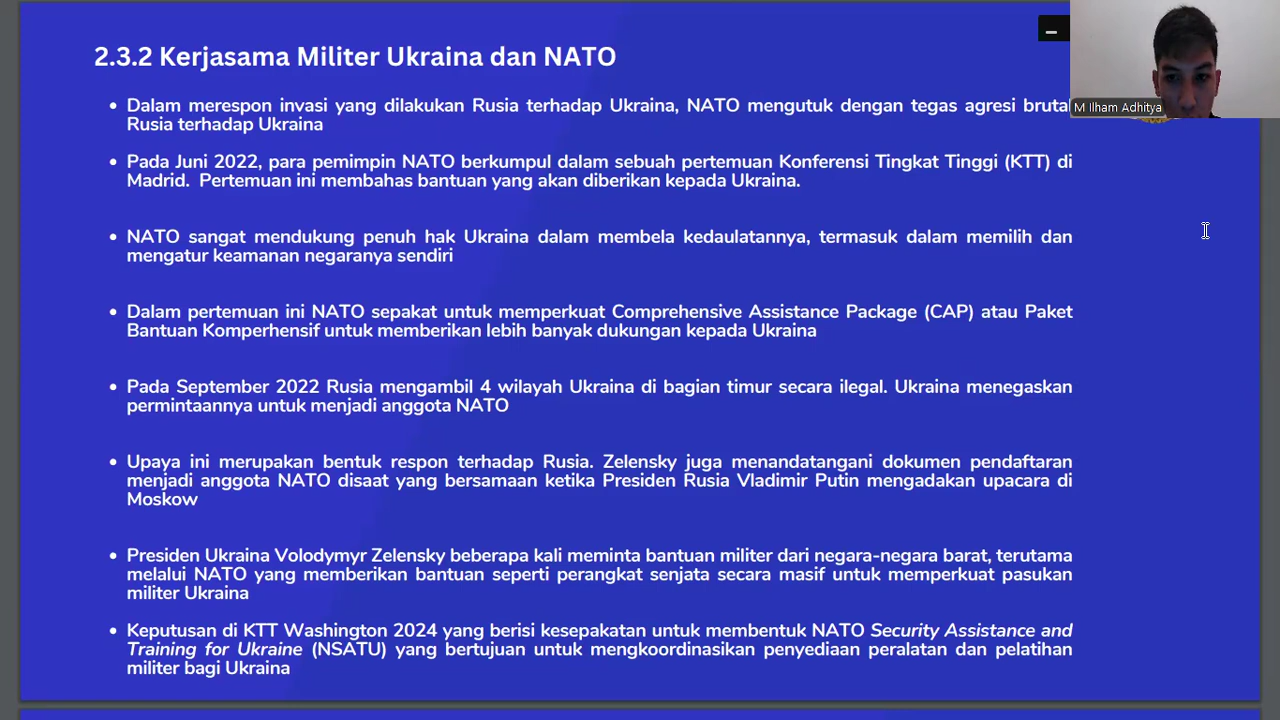 2.3.2 Kerjasama Militer Ukraina dan NATO
• Dalam merespon invasi yang dilakukan Rusia terhadap Ukraina, NATO mengutuk dengan tegas agresi brutal
Rusia terhadap Ukraina
• Pada Juni 2022, para pemimpin NATO berkumpul dalam sebuah pertemuan Konferensi Tingkat Tinggi (KTT) di
Madrid. Pertemuan ini membahas bantuan yang akan diberikan kepada Ukraina.
• NATO sangat mendukung penuh hak Ukraina dalam membela kedaulatannya, termasuk dalam memilih dan
mengatur keamanan negaranya sendiri
• Dalam pertemuan ini NATO sepakat untuk memperkuat Comprehensive Assistance Package (CAP) atau Paket
Bantuan Komperhensif untuk memberikan lebih banyak dukungan kepada Ukraina
• Pada September 2022 Rusia mengambil 4 wilayah Ukraina di bagian timur secara ilegal. Ukraina menegaskan
permintaannya untuk menjadi anggota NATO
• Upaya ini merupakan bentuk respon terhadap Rusia. Zelensky juga menandatangani dokumen pendaftaran
menjadi anggota NATO disaat yang bersamaan ketika Presiden Rusia Vladimir Putin mengadakan upacara di
Moskow
• Presiden Ukraina Volodymyr Zelensky beberapa kali meminta bantuan militer dari negara-negara barat, terutama
melalui NATO yang memberikan bantuan seperti perangkat senjata secara masif untuk memperkuat pasukan
militer Ukraina
• Keputusan di KTT Washington 2024 yang berisi kesepakatan untuk membentuk NATO Security Assistance and
Training for Ukraine (NSATU) yang bertujuan untuk mengkoordinasikan penyediaan peralatan dan pelatihan
militer bagi Ukraina
M Ilham Adhitya